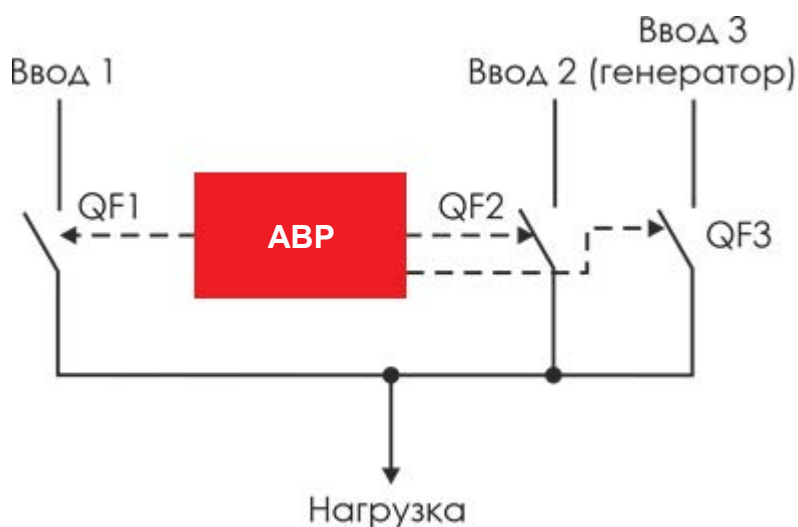 Ввод 1
Ввод 3
Ввод 2 (генератор)
QF1
АВР
QF2
QF3
Нагрузка